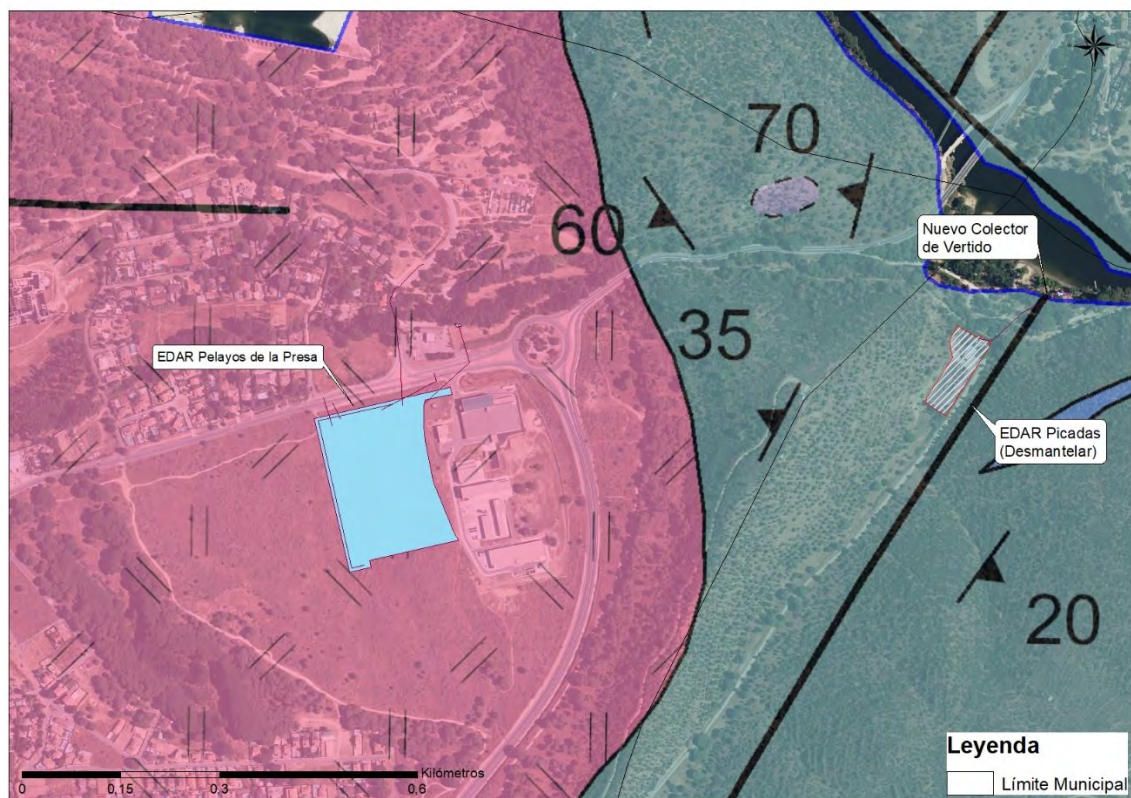 70
60
Nuevo Colector
de Vertido
35
EDAR Pelayos de la Presa
EDAR Picadas
(Desmantelar)
20
Leyenda
Límite Municipal
Kilómetros
0 0,15 0,3 0,6